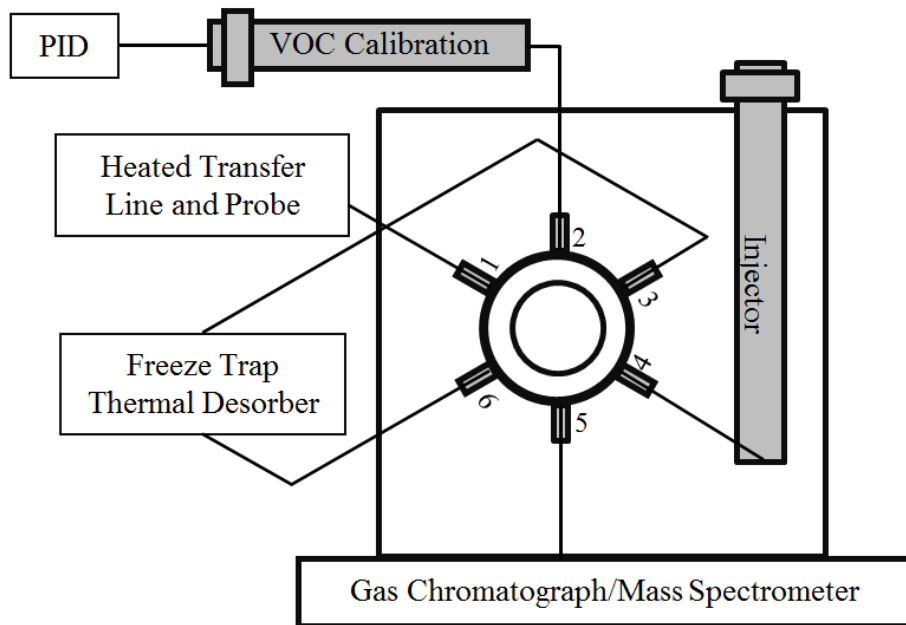 PID
VOC Calibration
Heated Transfer
Line and Probe
Injector
1
2
3
4
5
6
Freeze Trap
Thermal Desorber
Gas Chromatograph/Mass Spectrometer